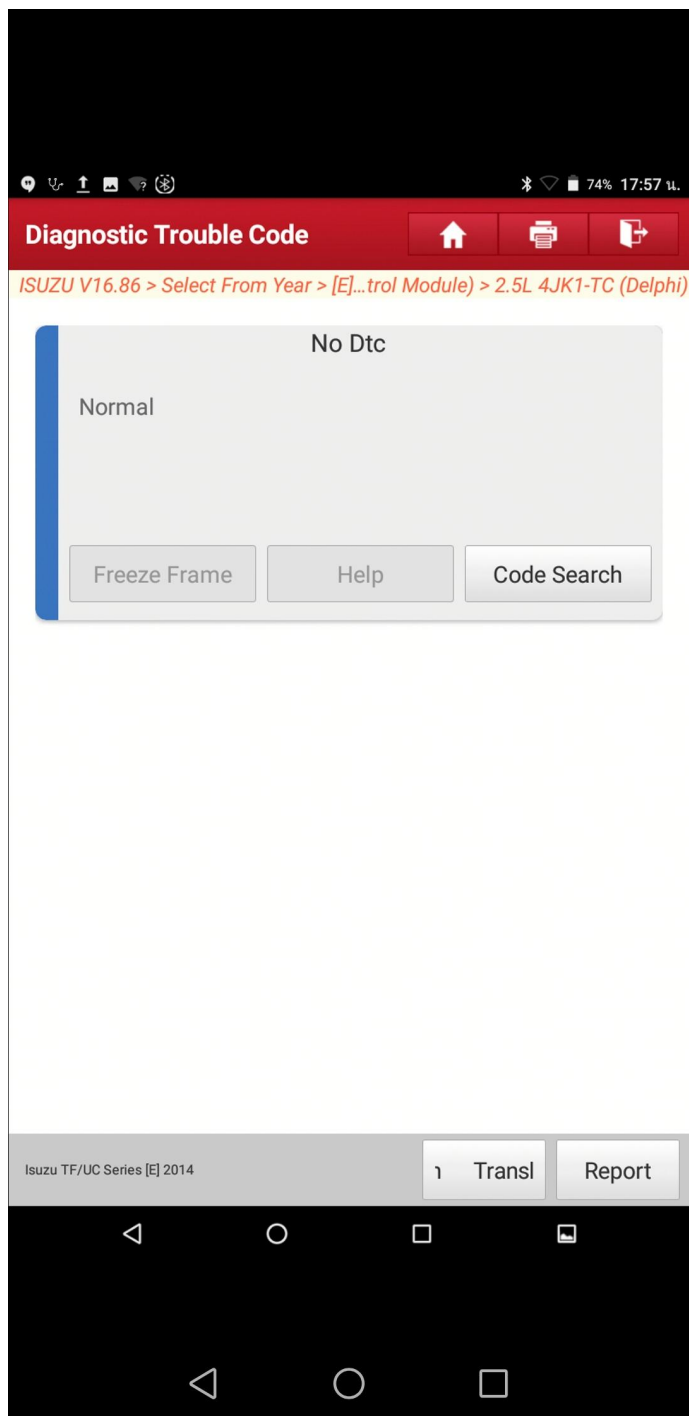 74% 17:57 น.
Diagnostic Trouble Code
ISUZU V16.86 > Select From Year > [E]...trol Module) > 2.5L 4JK1-TC (Delphi)
No Dtc
Normal
Freeze Frame Help Code Search
Isuzu TF/UC Series [E] 2014
Transl Report